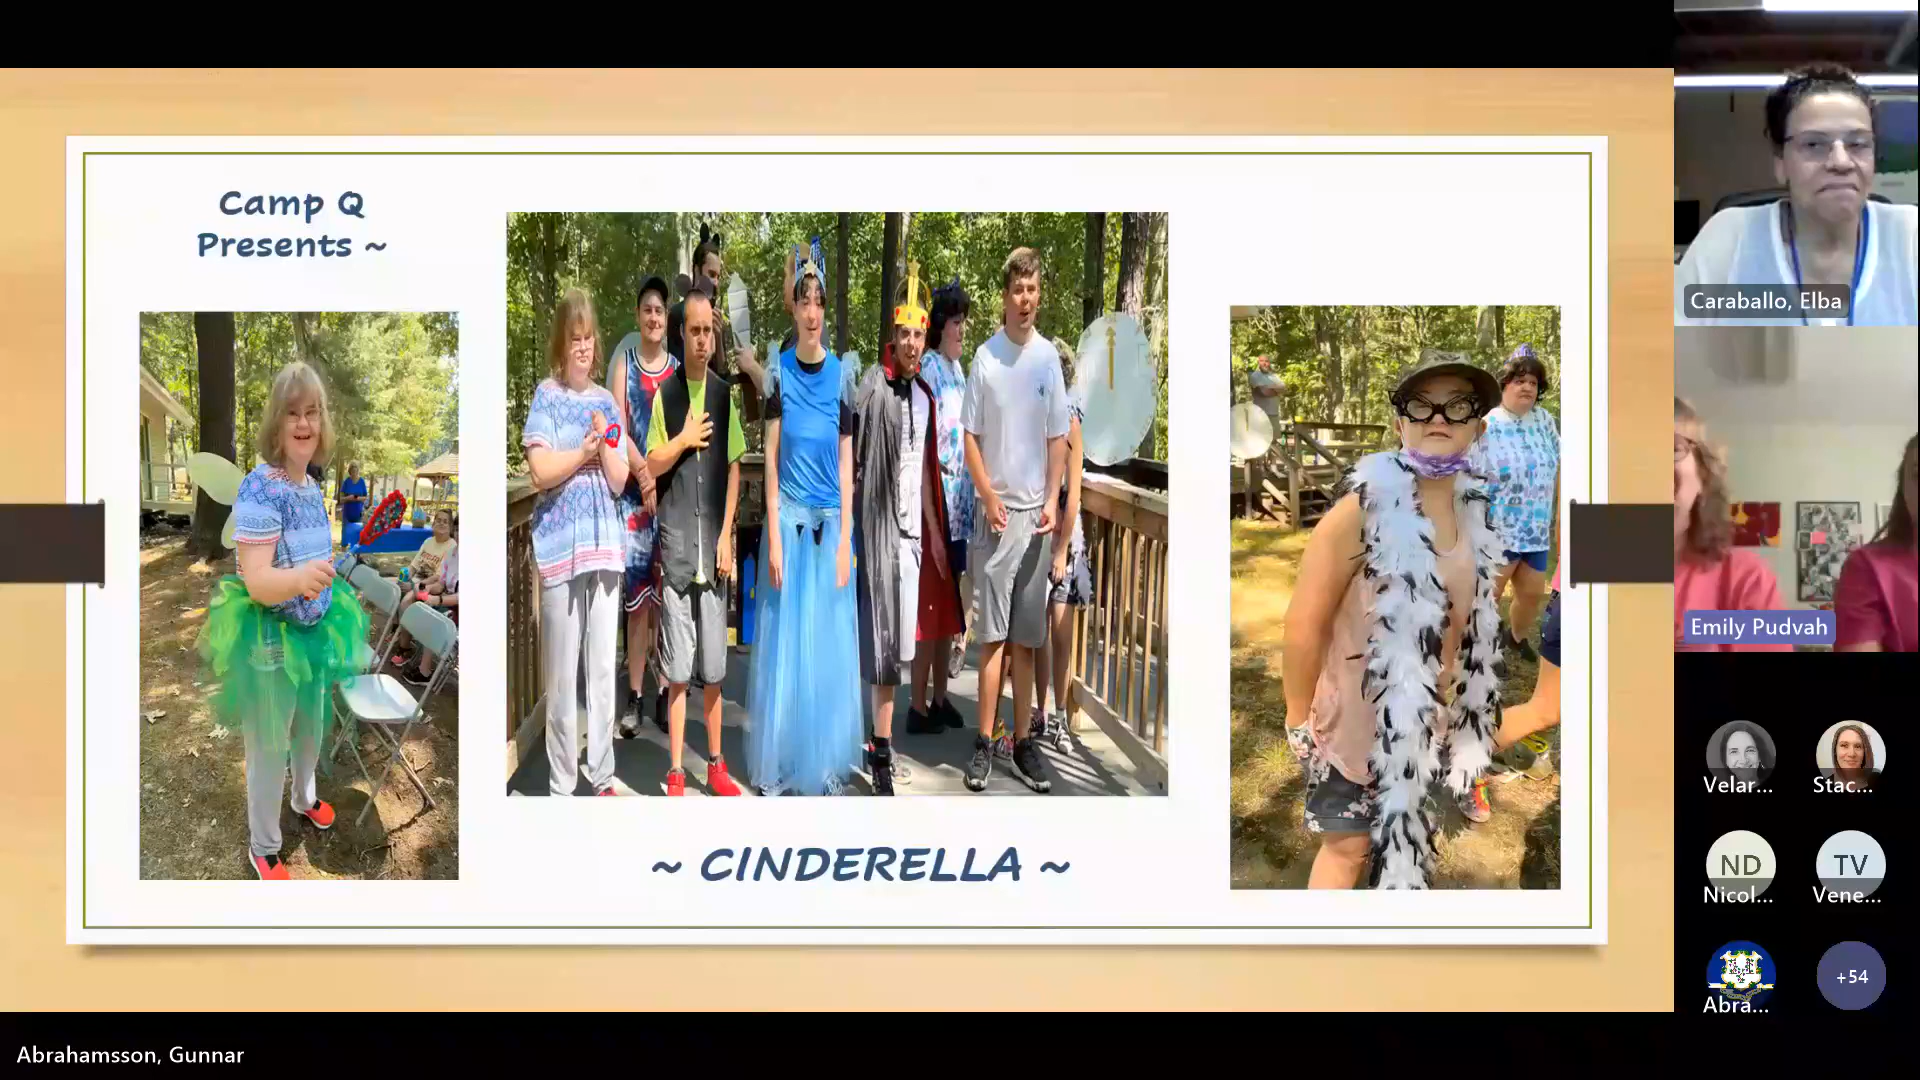 Camp Q
Presents ~
~ CINDERELLA ~
Caraballo, Elba
Emily Pudvah
Velar...
Stac...
ND
Nicol...
TV
Vene...
Abra...
+54
Abrahamsson, Gunnar